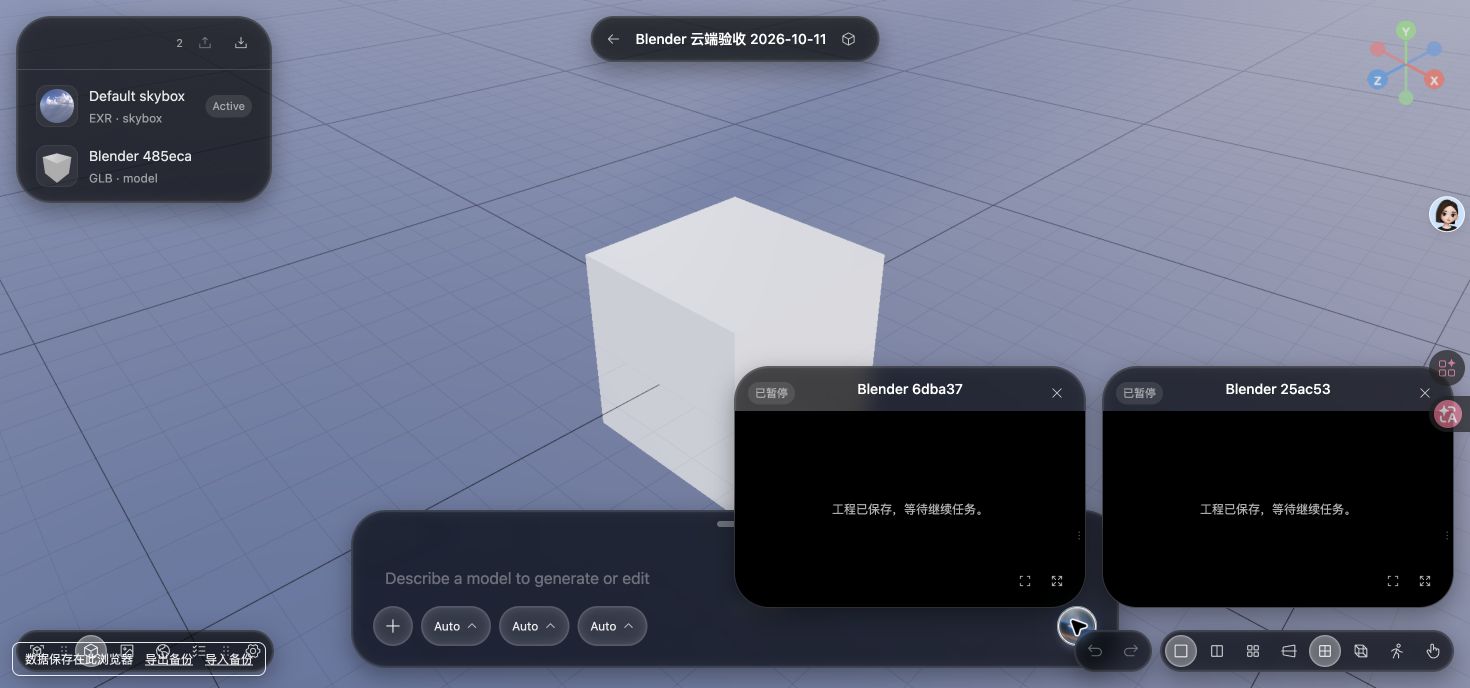 2
Default skybox
EXR · skybox
Active
Blender 485eca
GLB · model
Blender 云端验收 2026-10-11
Y
Z
X
已暂停
Blender 6dba37
工程已保存，等待继续任务。
已暂停
Blender 25ac53
工程已保存，等待继续任务。
A
Describe a model to generate or edit
Auto
Auto
Auto
数据保存在此浏览器 导出备份 导入备份